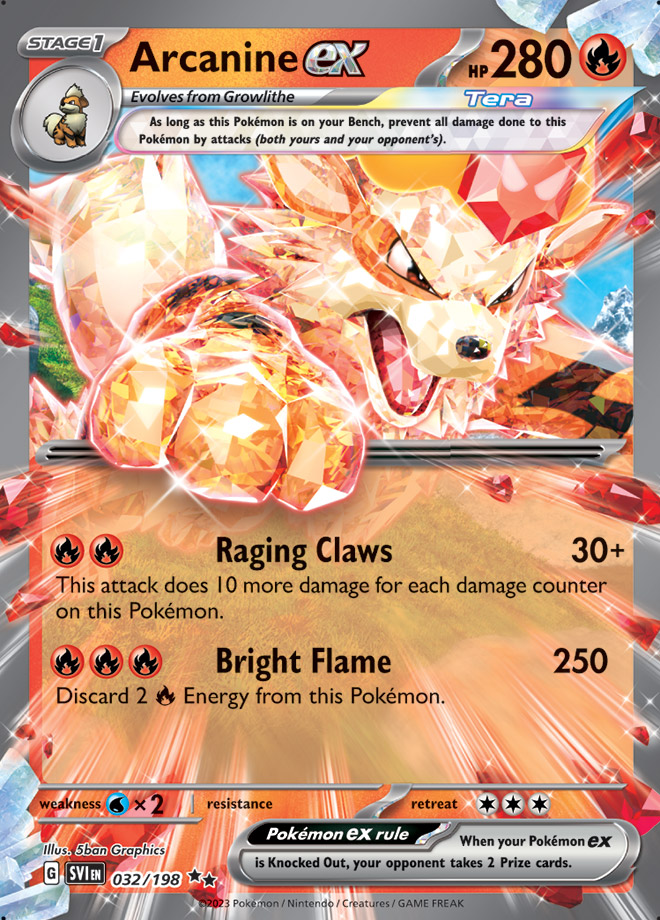 STAGE1
Arcanine ex
HP 280
Evolves from Growlithe
Tera
As long as this Pokémon is on your Bench, prevent all damage done to this
Pokémon by attacks (both yours and your opponent's).
Raging Claws 30+
This attack does 10 more damage for each damage counter
on this Pokémon.
Bright Flame 250
Discard 2 Energy from this Pokémon.
weakness ×2 resistance retreat
Illus. 5ban Graphics
G SVI EN 032/198
Pokémon ex rule
When your Pokémon ex
is Knocked Out, your opponent takes 2 Prize cards.
©2023 Pokémon / Nintendo / Creatures / GAME FREAK